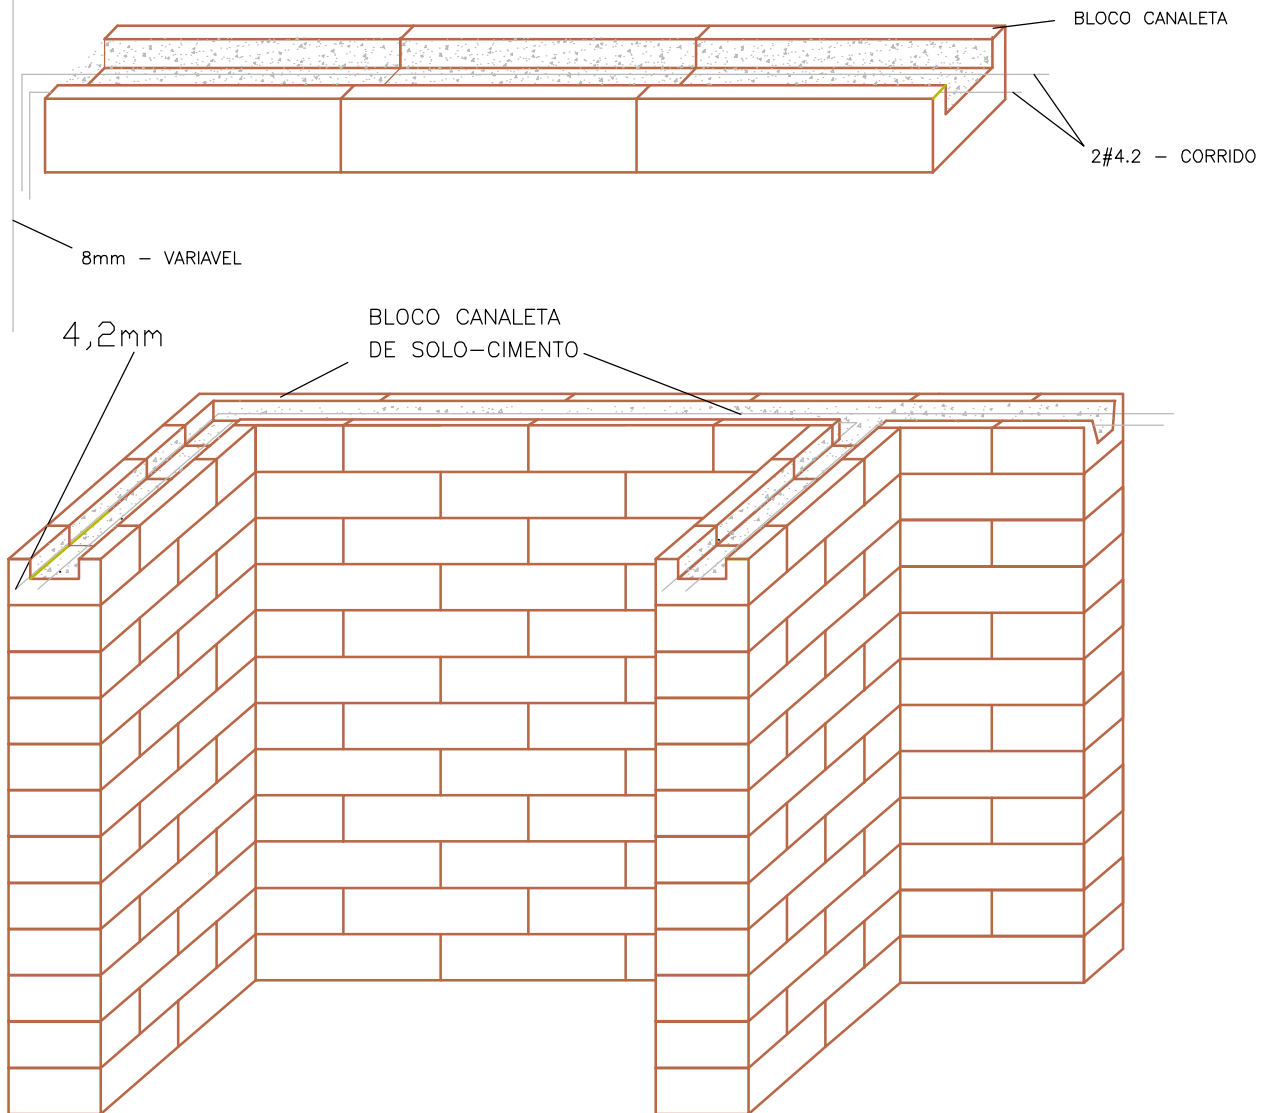 BLOCO CANALETA
2#4.2 - CORRIDO
8mm - VARIAVEL
BLOCO CANALETA
4,2mm
DE SOLO-CIMENTO